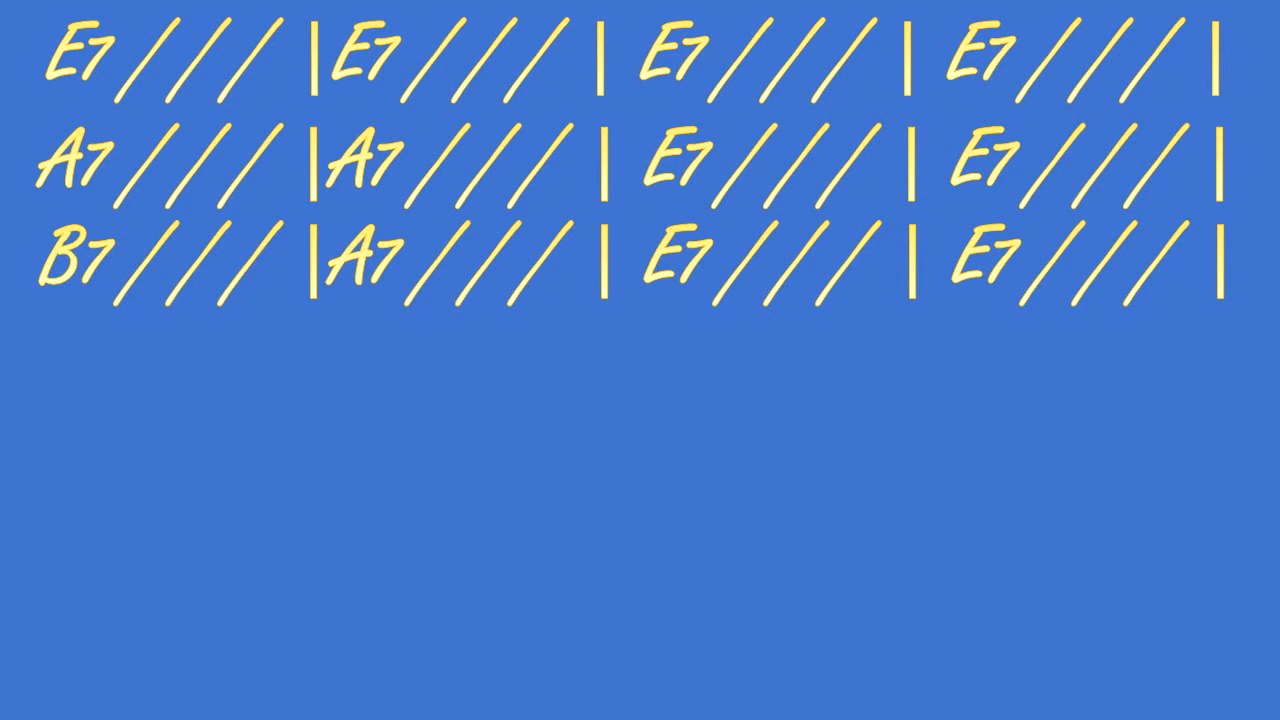 E7 / / / | E7 / / / | E7 / / / | E7 / / / |
A7 / / / | A7 / / / | E7 / / / | E7 / / / |
B7 / / / | A7 / / / | E7 / / / | E7 / / / |